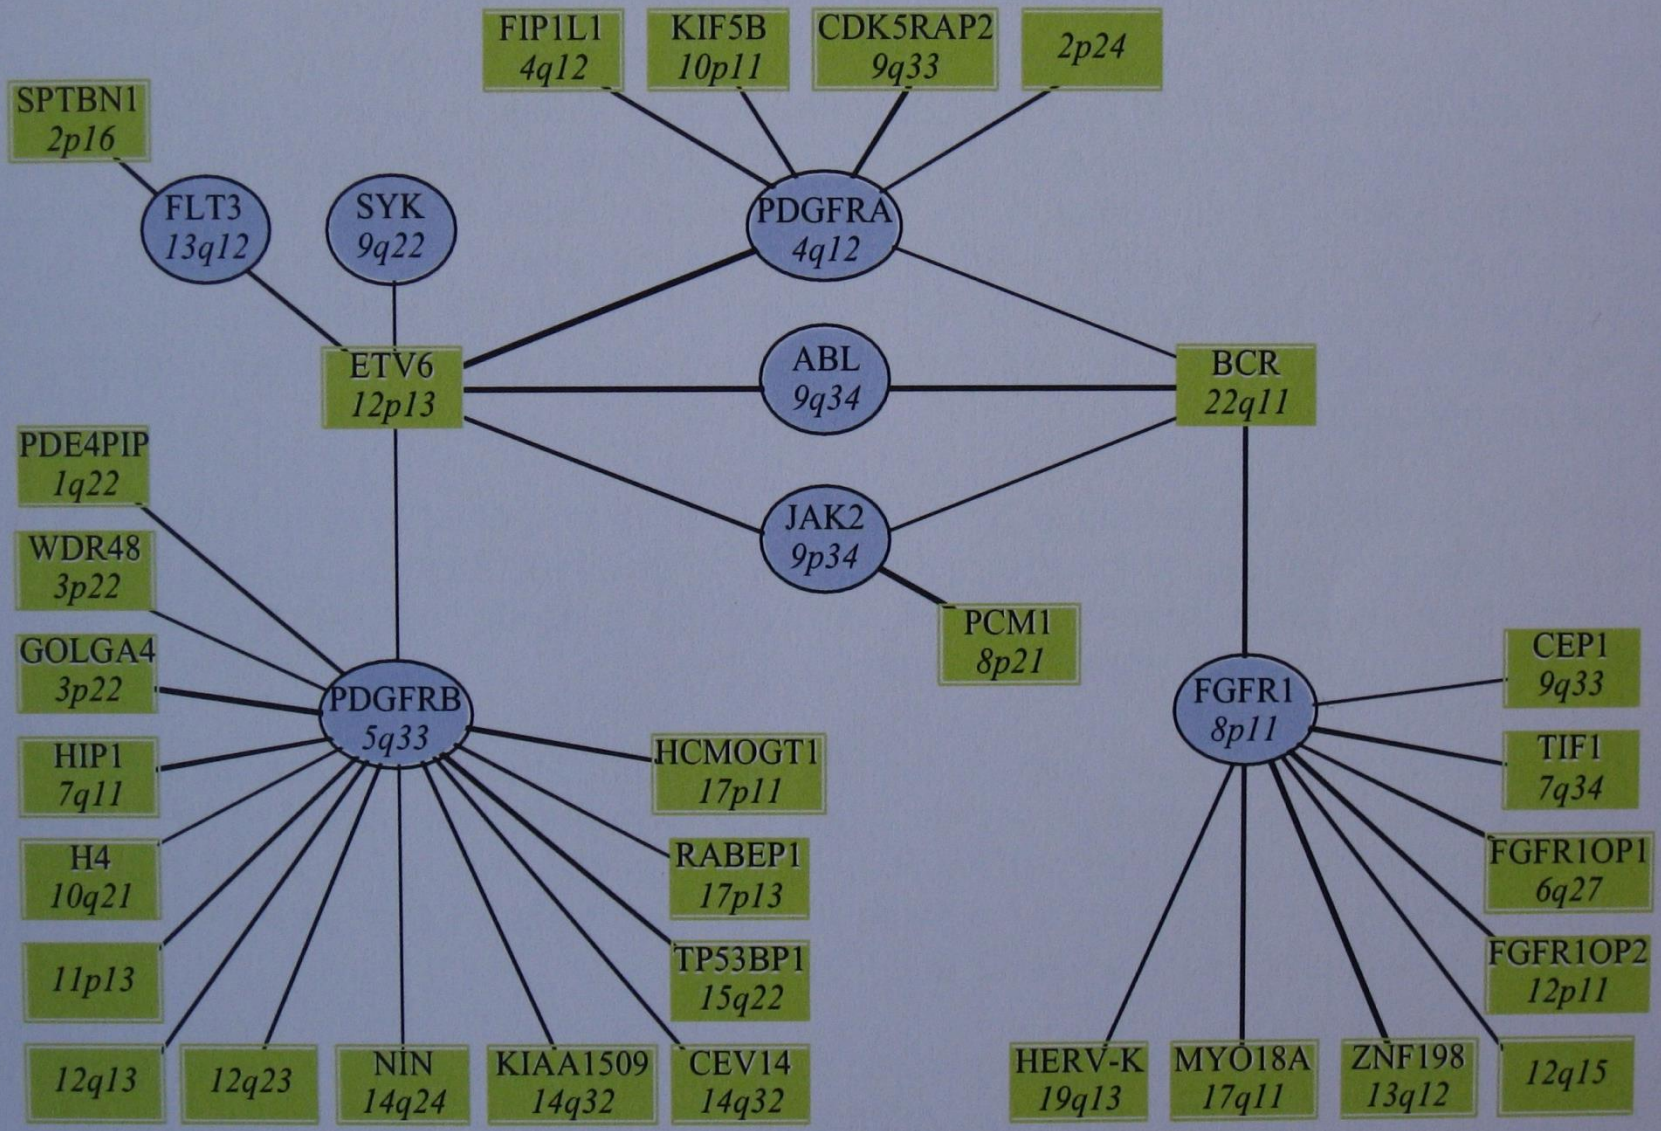 FIP1L1
4q12
KIF5B
10p11
CDK5RAP2
9q33
2p24
SPTBN1
2p16
FLT3
13q12
SYK
9q22
PDGFRA
4q12
ETV6
12p13
ABL
9q34
BCR
22q11
PDE4PIP
1q22
WDR48
3p22
JAK2
9p34
GOLGA4
3p22
PCM1
8p21
PDGFRB
5q33
FGFR1
8p11
CEP1
9q33
HIP1
7q11
HCMOGT1
17p11
TIF1
7q34
H4
10q21
RABEP1
17p13
FGFR1OP1
6q27
11p13
TP53BP1
15q22
FGFR1OP2
12p11
12q13
12q23
NIN
14q24
KIAA1509
14q32
CEV14
14q32
HERV-K
19q13
MYO18A
17q11
ZNF198
13q12
12q15